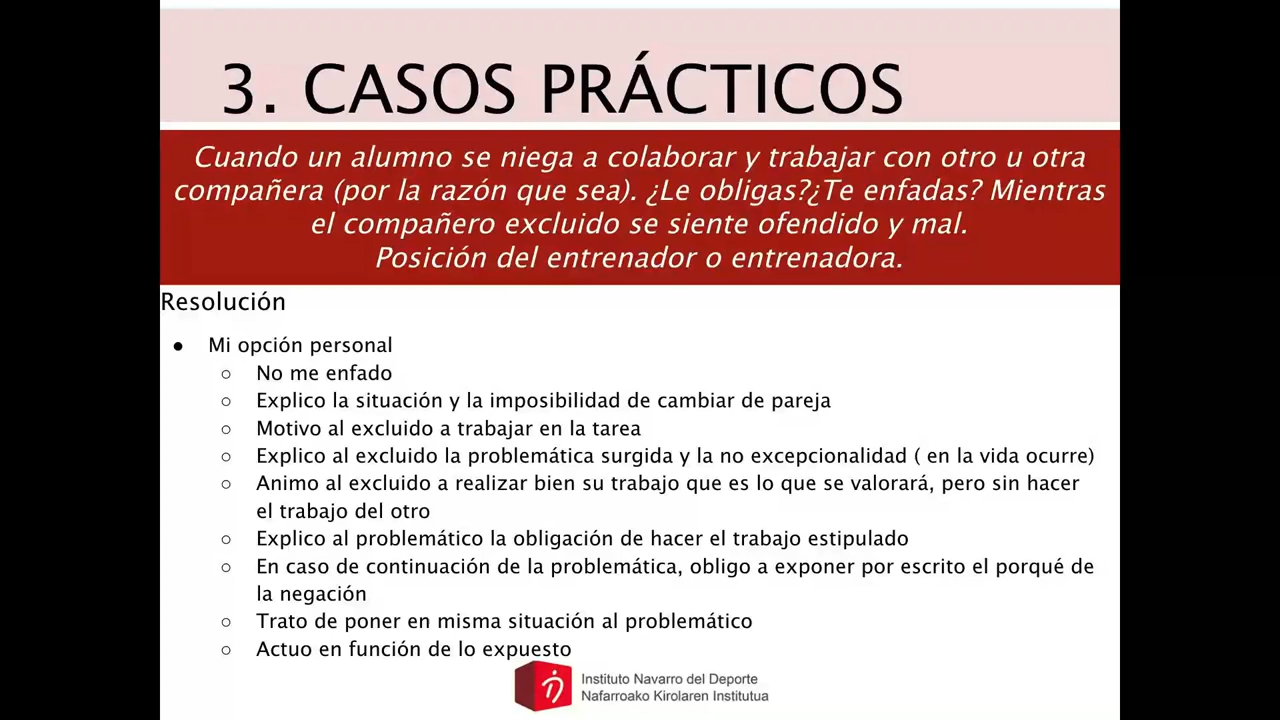 3. CASOS PRÁCTICOS
Cuando un alumno se niega a colaborar y trabajar con otro u otra
compañera (por la razón que sea). ¿Le obligas?¿Te enfadas? Mientras
el compañero excluido se siente ofendido y mal.
Posición del entrenador o entrenadora.
Resolución
● Mi opción personal
○ No me enfado
○ Explico la situación y la imposibilidad de cambiar de pareja
○ Motivo al excluido a trabajar en la tarea
○ Explico al excluido la problemática surgida y la no excepcionalidad ( en la vida ocurre)
○ Animo al excluido a realizar bien su trabajo que es lo que se valorará, pero sin hacer
el trabajo del otro
○ Explico al problemático la obligación de hacer el trabajo estipulado
○ En caso de continuación de la problemática, obligo a exponer por escrito el porqué de
la negación
○ Trato de poner en misma situación al problemático
○ Actuo en función de lo expuesto
Instituto Navarro del Deporte
Nafarroako Kirolaren Institutua